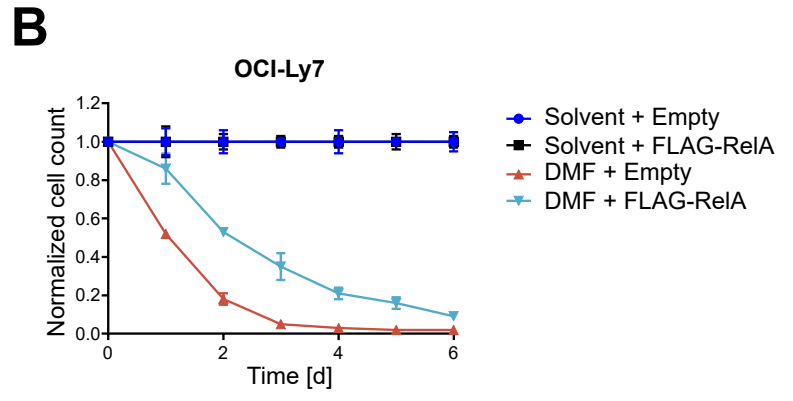 B
OCI-Ly7
Normalized cell count
1.2
1.0
0.8
0.6
0.4
0.2
0.0
0
2
4
6
Time [d]
Solvent + Empty
Solvent + FLAG-RelA
DMF + Empty
DMF + FLAG-RelA